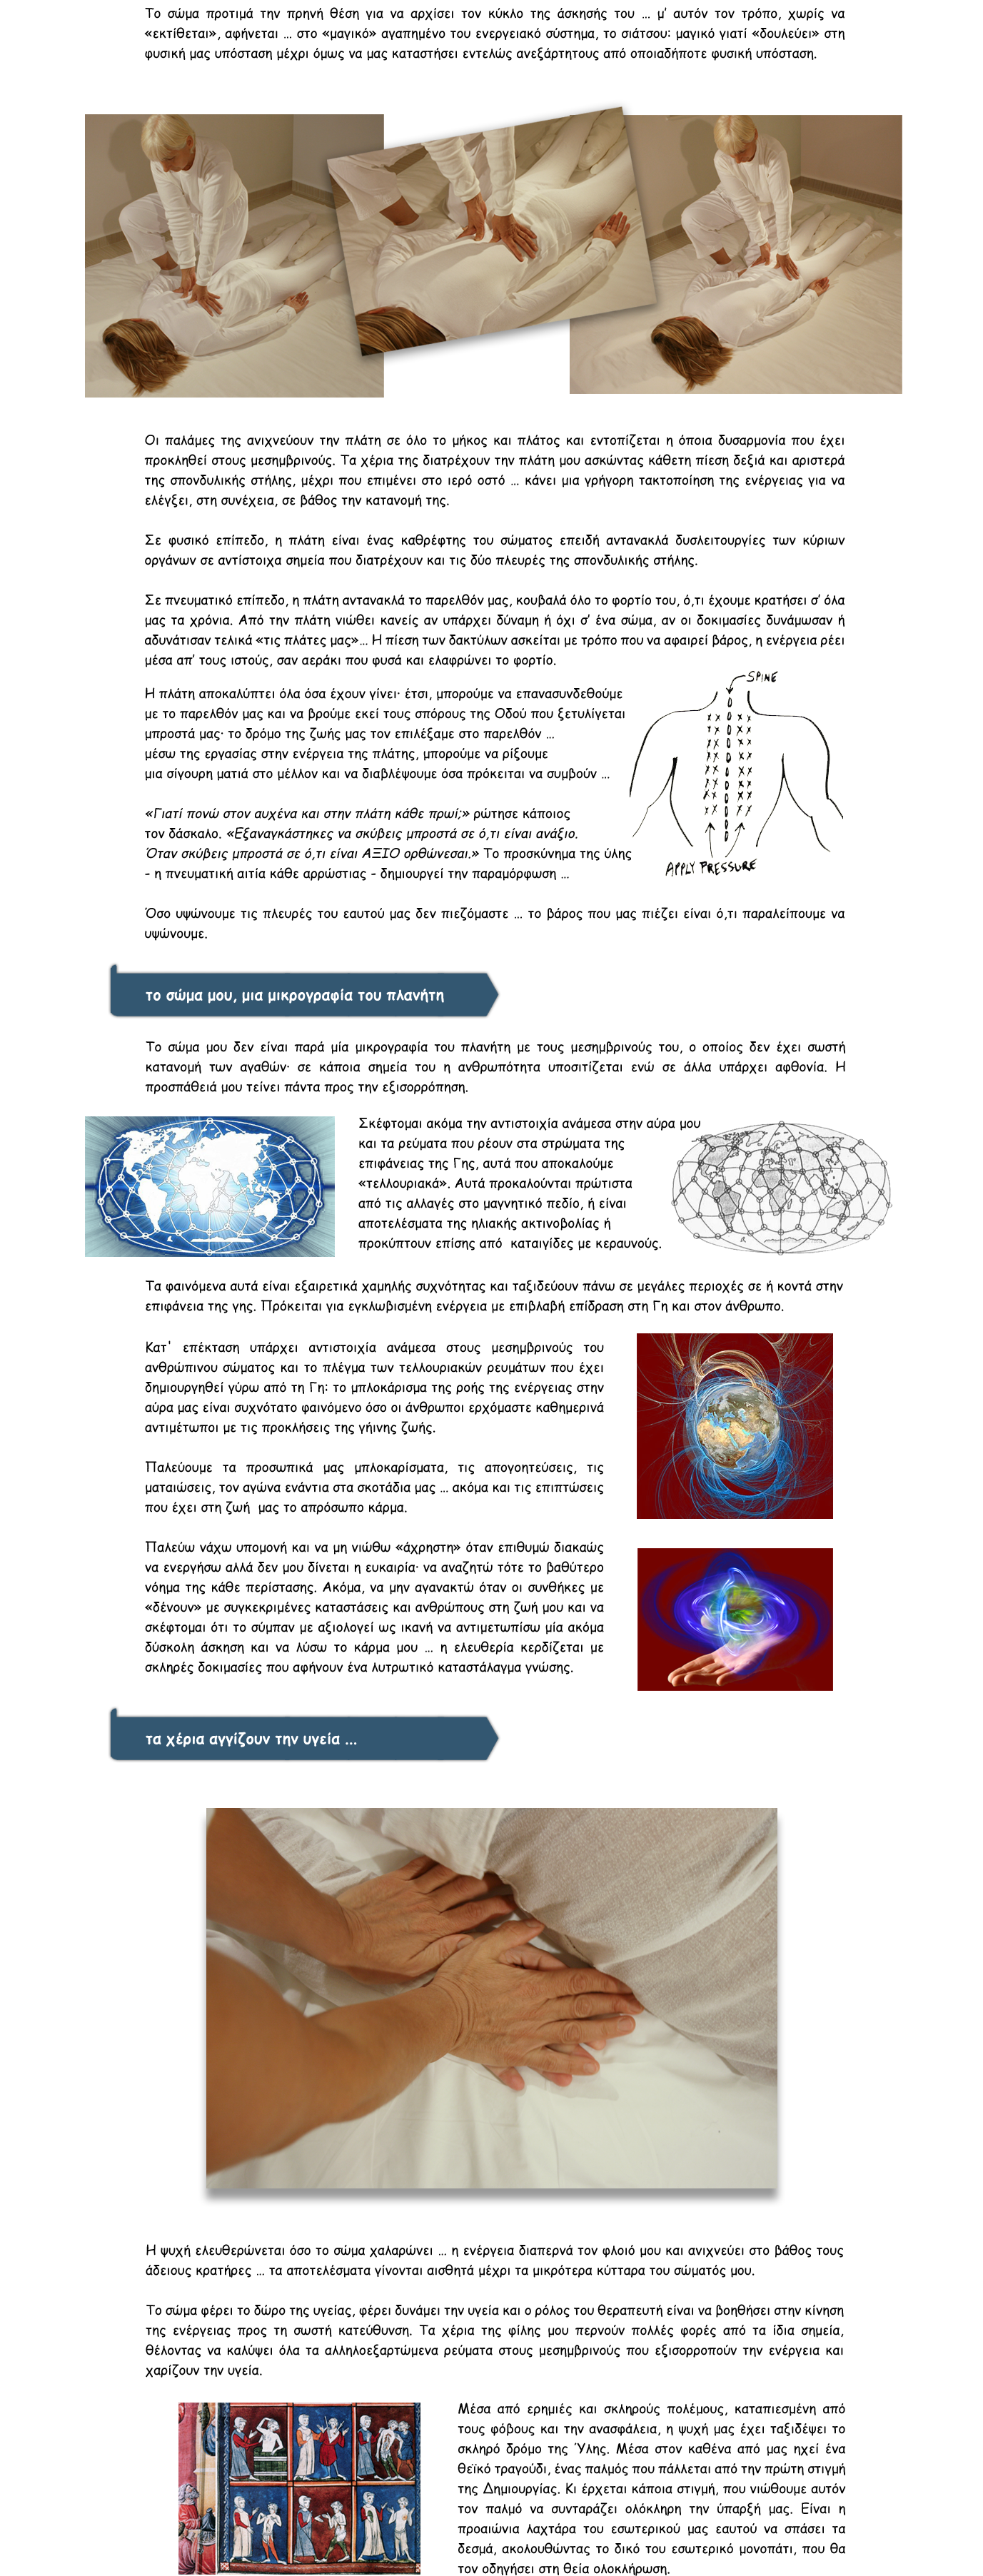 Το σώμα προτιμά την πρηνή θέση για να αρχίσει τον κύκλο της άσκησής του ... μ' αυτόν τον τρόπο, χωρίς να
«εκτίθεται», αφήνεται ... στο «μαγικό» αγαπημένο του ενεργειακό σύστημα, το σιάτσου: μαγικό γιατί «δουλεύει» στη
φυσική μας υπόσταση μέχρι όμως να μας καταστήσει εντελώς ανεξάρτητους από οποιαδήποτε φυσική υπόσταση.
Οι παλάμες της ανιχνεύουν την πλάτη σε όλο το μήκος και πλάτος και εντοπίζεται η όποια δυσαρμονία που έχει
προκληθεί στους μεσημβρινούς. Τα χέρια της διατρέχουν την πλάτη μου ασκώντας κάθετη πίεση δεξιά και αριστερά
της σπονδυλικής στήλης, μέχρι που επιμένει στο ιερό οστό ... κάνει μια γρήγορη τακτοποίηση της ενέργειας για να
ελέγξει, στη συνέχεια, σε βάθος την κατανομή της.
Σε φυσικό επίπεδο, η πλάτη είναι ένας καθρέφτης του σώματος επειδή αντανακλά δυσλειτουργίες των κύριων
οργάνων σε αντίστοιχα σημεία που διατρέχουν και τις δύο πλευρές της σπονδυλικής στήλης.
Σε πνευματικό επίπεδο, η πλάτη αντανακλά το παρελθόν μας, κουβαλά όλο το φορτίο του, ό,τι έχουμε κρατήσει σ' όλα
μας τα χρόνια. Από την πλάτη νιώθει κανείς αν υπάρχει δύναμη ή όχι σ' ένα σώμα, αν οι δοκιμασίες δυνάμωσαν ή
αδυνάτισαν τελικά «τις πλάτες μας»... Η πίεση των δακτύλων ασκείται με τρόπο που να αφαιρεί βάρος, η ενέργεια ρέει
μέσα απ' τους ιστούς, σαν αεράκι που φυσά και ελαφρώνει το φορτίο.
SPINE
Η πλάτη αποκαλύπτει όλα όσα έχουν γίνει· έτσι, μπορούμε να επανασυνδεθούμε
με το παρελθόν μας και να βρούμε εκεί τους σπόρους της Οδού που ξετυλίγεται
μπροστά μας· το δρόμο της ζωής μας τον επιλέξαμε στο παρελθόν ...
μέσω της εργασίας στην ενέργεια της πλάτης, μπορούμε να ρίξουμε
μια σίγουρη ματιά στο μέλλον και να διαβλέψουμε όσα πρόκειται να συμβούν ...
«Γιατί πονώ στον αυχένα και στην πλάτη κάθε πρωί;» ρώτησε κάποιος
τον δάσκαλο. «Εξαναγκάστηκες να σκύβεις μπροστά σε ό,τι είναι ανάξιο.
Όταν σκύβεις μπροστά σε ό,τι είναι ΑΞΙΟ ορθώνεσαι.» Το προσκύνημα της ύλης
- η πνευματική αιτία κάθε αρρώστιας - δημιουργεί την παραμόρφωση ...
APPLY PRESSURE
Όσο υψώνουμε τις πλευρές του εαυτού μας δεν πιεζόμαστε ... το βάρος που μας πιέζει είναι ό,τι παραλείπουμε να
υψώνουμε.
το σώμα μου, μια μικρογραφία του πλανήτη
Το σώμα μου δεν είναι παρά μία μικρογραφία του πλανήτη με τους μεσημβρινούς του, ο οποίος δεν έχει σωστή
κατανομή των αγαθών· σε κάποια σημεία του η ανθρωπότητα υποσιτίζεται ενώ σε άλλα υπάρχει αφθονία. Η
προσπάθειά μου τείνει πάντα προς την εξισορρόπηση.
Σκέφτομαι ακόμα την αντιστοιχία ανάμεσα στην αύρα μου
και τα ρεύματα που ρέουν στα στρώματα της
επιφάνειας της Γης, αυτά που αποκαλούμε
«τελλουριακά». Αυτά προκαλούνται πρώτιστα
από τις αλλαγές στο μαγνητικό πεδίο, ή είναι
αποτελέσματα της ηλιακής ακτινοβολίας ή
προκύπτουν επίσης από καταιγίδες με κεραυνούς.
Τα φαινόμενα αυτά είναι εξαιρετικά χαμηλής συχνότητας και ταξιδεύουν πάνω σε μεγάλες περιοχές σε ή κοντά στην
επιφάνεια της γης. Πρόκειται για εγκλωβισμένη ενέργεια με επιβλαβή επίδραση στη Γη και στον άνθρωπο.
Κατ' επέκταση υπάρχει αντιστοιχία ανάμεσα στους μεσημβρινούς του
ανθρώπινου σώματος και το πλέγμα των τελλουριακών ρευμάτων που έχει
δημιουργηθεί γύρω από τη Γη: το μπλοκάρισμα της ροής της ενέργειας στην
αύρα μας είναι συχνότατο φαινόμενο όσο οι άνθρωποι ερχόμαστε καθημερινά
αντιμέτωποι με τις προκλήσεις της γήινης ζωής.
Παλεύουμε τα προσωπικά μας μπλοκαρίσματα, τις απογοητεύσεις, τις
ματαιώσεις, τον αγώνα ενάντια στα σκοτάδια μας ... ακόμα και τις επιπτώσεις
που έχει στη ζωή μας το απρόσωπο κάρμα.
Παλεύω νάχω υπομονή και να μη νιώθω «άχρηστη» όταν επιθυμώ διακαώς
να ενεργήσω αλλά δεν μου δίνεται η ευκαιρία· να αναζητώ τότε το βαθύτερο
νόημα της κάθε περίστασης. Ακόμα, να μην αγανακτώ όταν οι συνθήκες με
«δένουν» με συγκεκριμένες καταστάσεις και ανθρώπους στη ζωή μου και να
σκέφτομαι ότι το σύμπαν με αξιολογεί ως ικανή να αντιμετωπίσω μία ακόμα
δύσκολη άσκηση και να λύσω το κάρμα μου ... η ελευθερία κερδίζεται με
σκληρές δοκιμασίες που αφήνουν ένα λυτρωτικό καταστάλαγμα γνώσης.
τα χέρια αγγίζουν την υγεία ...
Η ψυχή ελευθερώνεται όσο το σώμα χαλαρώνει ... η ενέργεια διαπερνά τον φλοιό μου και ανιχνεύει στο βάθος τους
άδειους κρατήρες ... τα αποτελέσματα γίνονται αισθητά μέχρι τα μικρότερα κύτταρα του σώματός μου.
Το σώμα φέρει το δώρο της υγείας, φέρει δυνάμει την υγεία και ο ρόλος του θεραπευτή είναι να βοηθήσει στην κίνηση
της ενέργειας προς τη σωστή κατεύθυνση. Τα χέρια της φίλης μου περνούν πολλές φορές από τα ίδια σημεία,
θέλοντας να καλύψει όλα τα αλληλοεξαρτώμενα ρεύματα στους μεσημβρινούς που εξισορροπούν την ενέργεια και
χαρίζουν την υγεία.
Μέσα από ερημιές και σκληρούς πολέμους, καταπιεσμένη από
τους φόβους και την ανασφάλεια, η ψυχή μας έχει ταξιδέψει το
σκληρό δρόμο της Ύλης. Μέσα στον καθένα από μας ηχεί ένα
θεϊκό τραγούδι, ένας παλμός που πάλλεται από την πρώτη στιγμή
της Δημιουργίας. Κι έρχεται κάποια στιγμή, που νιώθουμε αυτόν
τον παλμό να συνταράζει ολόκληρη την ύπαρξή μας. Είναι η
προαιώνια λαχτάρα του εσωτερικού μας εαυτού να σπάσει τα
δεσμά, ακολουθώντας το δικό του εσωτερικό μονοπάτι, που θα
τον οδηγήσει στη θεία ολοκλήρωση.